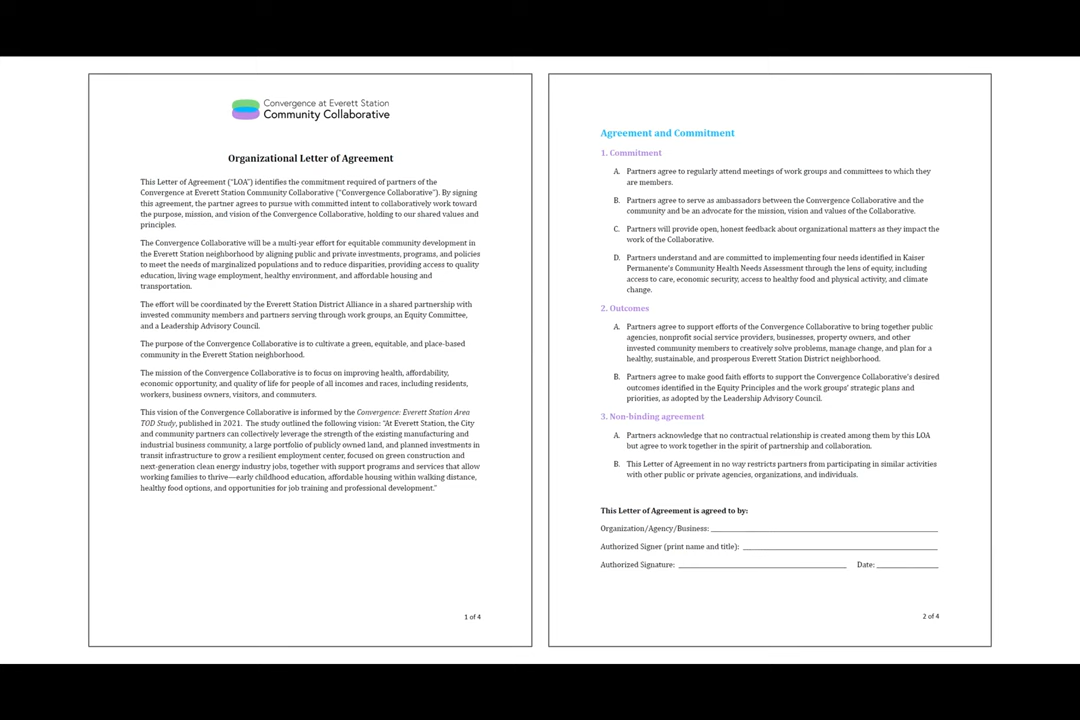 Convergence at Everett Station
Community Collaborative
Organizational Letter of Agreement
This Letter of Agreement ("LOA") identifies the commitment required of partners of the
Convergence at Everett Station Community Collaborative ("Convergence Collaborative"). By signing
this agreement, the partner agrees to pursue with committed intent to collaboratively work toward
the purpose, mission, and vision of the Convergence Collaborative, holding to our shared values and
principles.
The Convergence Collaborative will be a multi-year effort for equitable community development in
the Everett Station neighborhood by aligning public and private investments, programs, and policies
to meet the needs of marginalized populations and to reduce disparities, providing access to quality
education, living wage employment, healthy environment, and affordable housing and
transportation.
The effort will be coordinated by the Everett Station District Alliance in a shared partnership with
invested community members and partners serving through work groups, an Equity Committee,
and a Leadership Advisory Council.
The purpose of the Convergence Collaborative is to cultivate a green, equitable, and place-based
community in the Everett Station neighborhood.
The mission of the Convergence Collaborative is to focus on improving health, affordability,
economic opportunity, and quality of life for people of all incomes and races, including residents,
workers, business owners, visitors, and commuters.
This vision of the Convergence Collaborative is informed by the Convergence: Everett Station Area
TOD Study, published in 2021. The study outlined the following vision: "At Everett Station, the City
and community partners can collectively leverage the strength of the existing manufacturing and
industrial business community, a large portfolio of publicly owned land, and planned investments in
transit infrastructure to grow a resilient employment center, focused on green construction and
next-generation clean energy industry jobs, together with support programs and services that allow
working families to thrive—early childhood education, affordable housing within walking distance,
healthy food options, and opportunities for job training and professional development."
1 of 4
Agreement and Commitment
1. Commitment
A. Partners agree to regularly attend meetings of work groups and committees to which they
are members.
B. Partners agree to serve as ambassadors between the Convergence Collaborative and the
community and be an advocate for the mission, vision and values of the Collaborative.
C. Partners will provide open, honest feedback about organizational matters as they impact the
work of the Collaborative.
D. Partners understand and are committed to implementing four needs identified in Kaiser
Permanente's Community Health Needs Assessment through the lens of equity, including
access to care, economic security, access to healthy food and physical activity, and climate
change.
2. Outcomes
A. Partners agree to support efforts of the Convergence Collaborative to bring together public
agencies, nonprofit social service providers, businesses, property owners, and other
invested community members to creatively solve problems, manage change, and plan for a
healthy, sustainable, and prosperous Everett Station District neighborhood.
B. Partners agree to make good faith efforts to support the Convergence Collaborative's desired
outcomes identified in the Equity Principles and the work groups' strategic plans and
priorities, as adopted by the Leadership Advisory Council.
3. Non-binding agreement
A. Partners acknowledge that no contractual relationship is created among them by this LOA
but agree to work together in the spirit of partnership and collaboration.
B. This Letter of Agreement in no way restricts partners from participating in similar activities
with other public or private agencies, organizations, and individuals.
This Letter of Agreement is agreed to by:
Organization/Agency/Business:
Authorized Signer (print name and title):
Authorized Signature: Date:
2 of 4